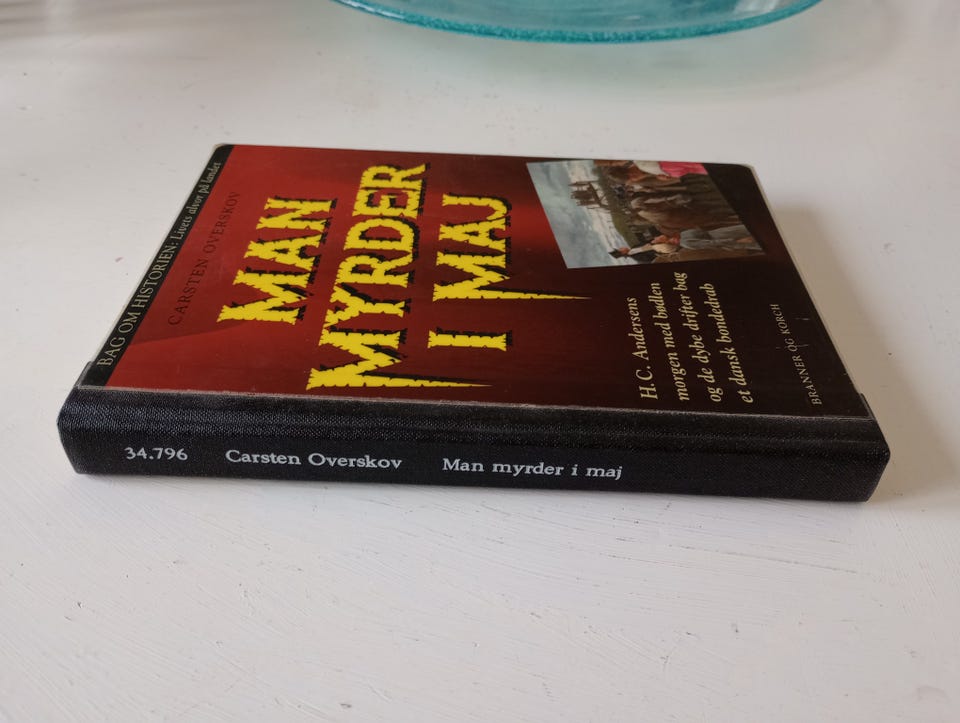 BAG OM HISTORIEN: Livets alvor på landet
CARSTEN OVERSKOV
MAN
MYRDER
I MAJ
H.C. Andersens
morgen med bødlen
og de dybe drifter bag
et dansk bondedrab
BRANNER OG KORCH
34.796 Carsten Overskov Man myrder i maj